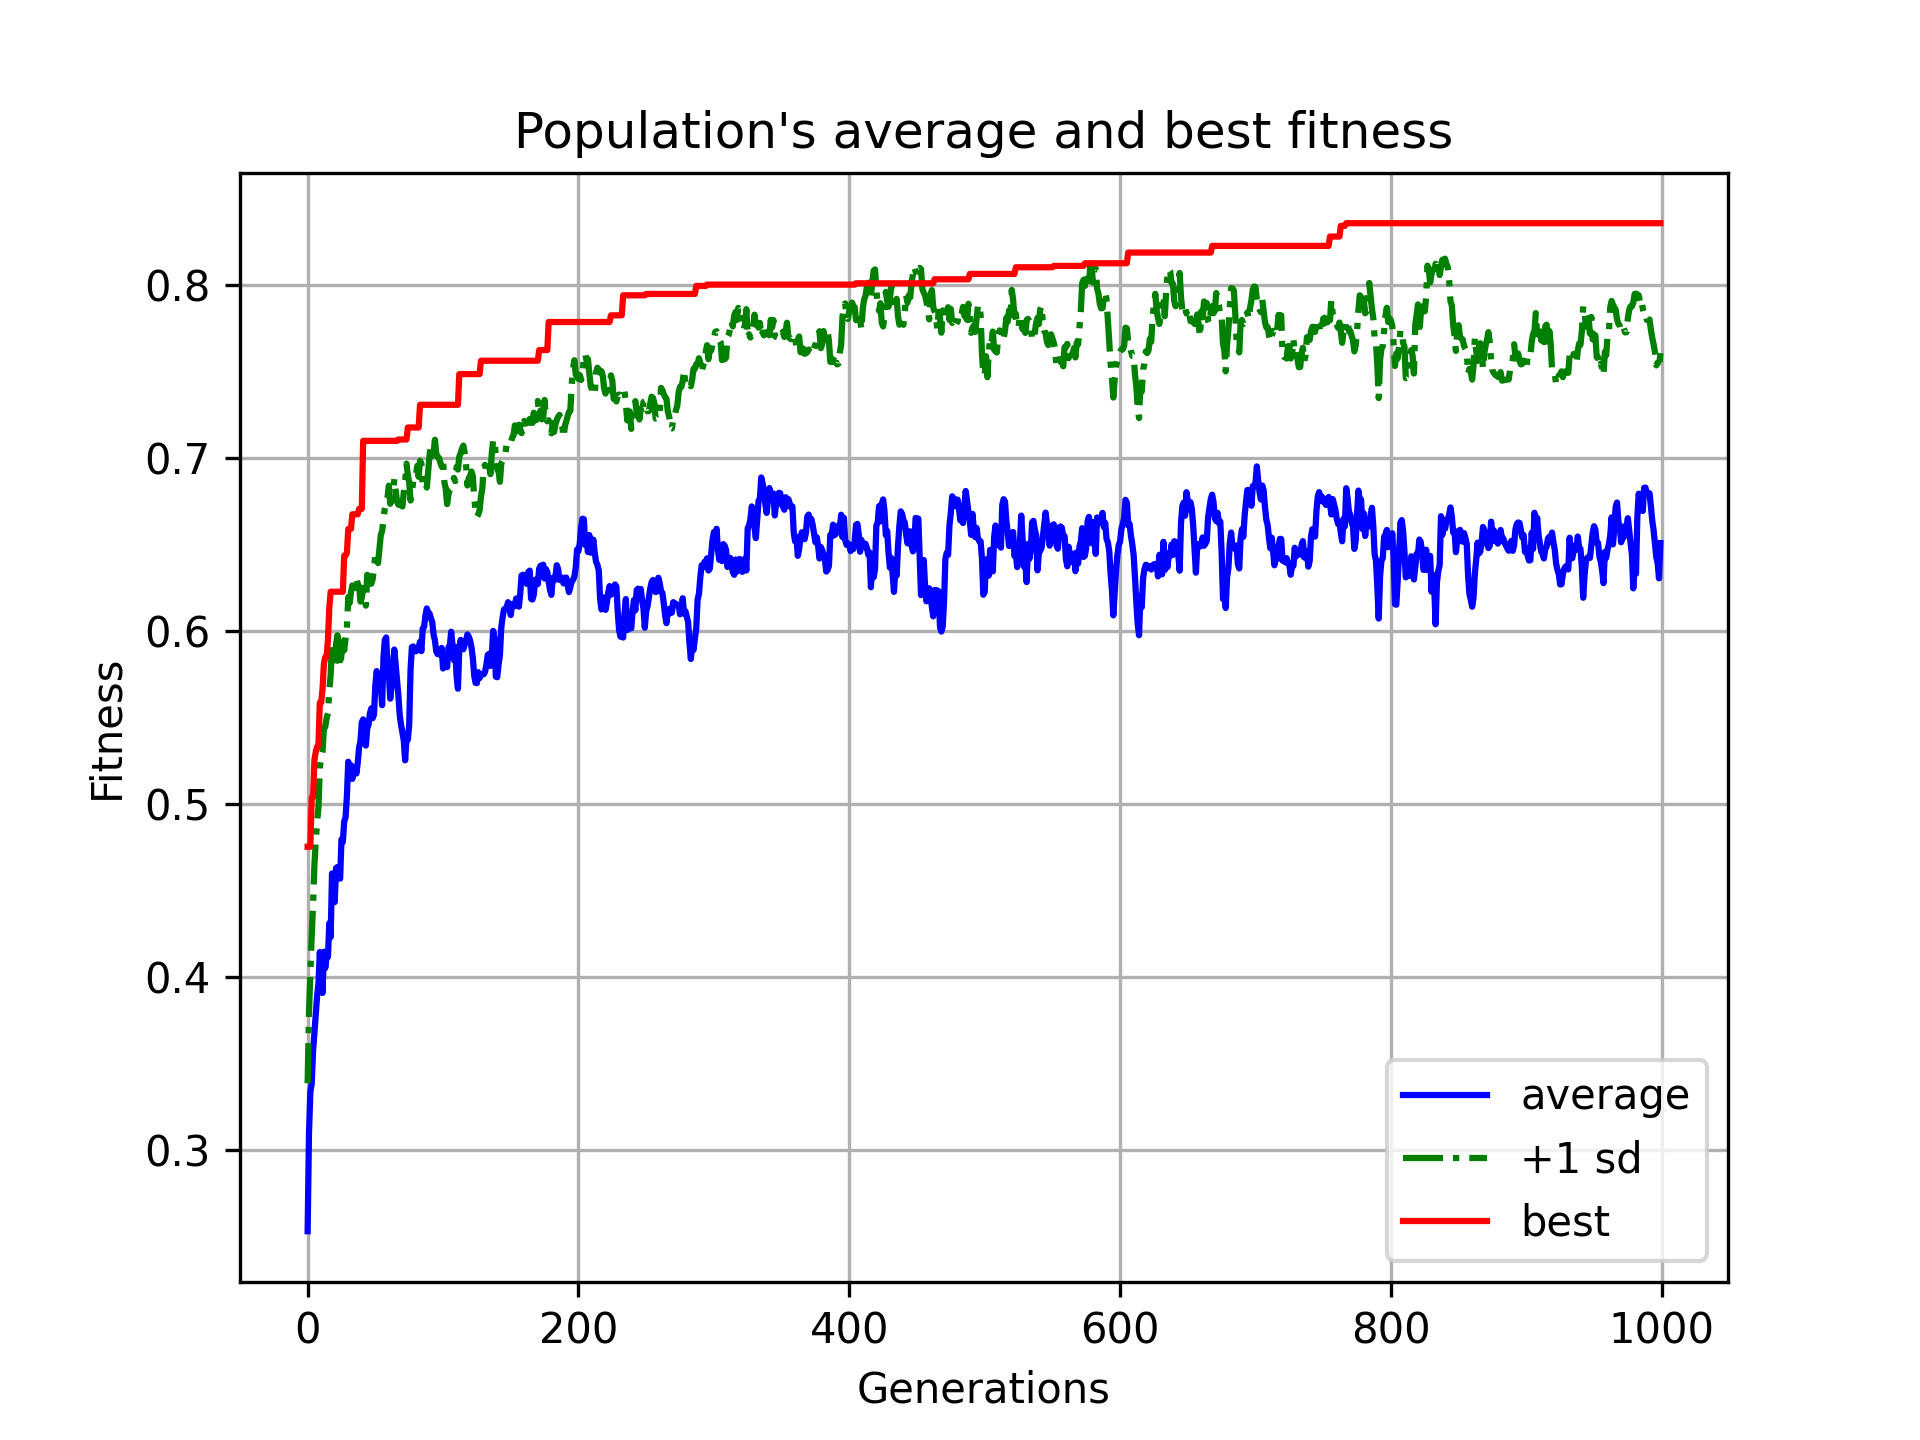 Population's average and best fitness
Fitness
0.8
0.7
0.6
0.5
0.4
0.3
0
200
400
600
800
1000
Generations
average
+1 sd
best